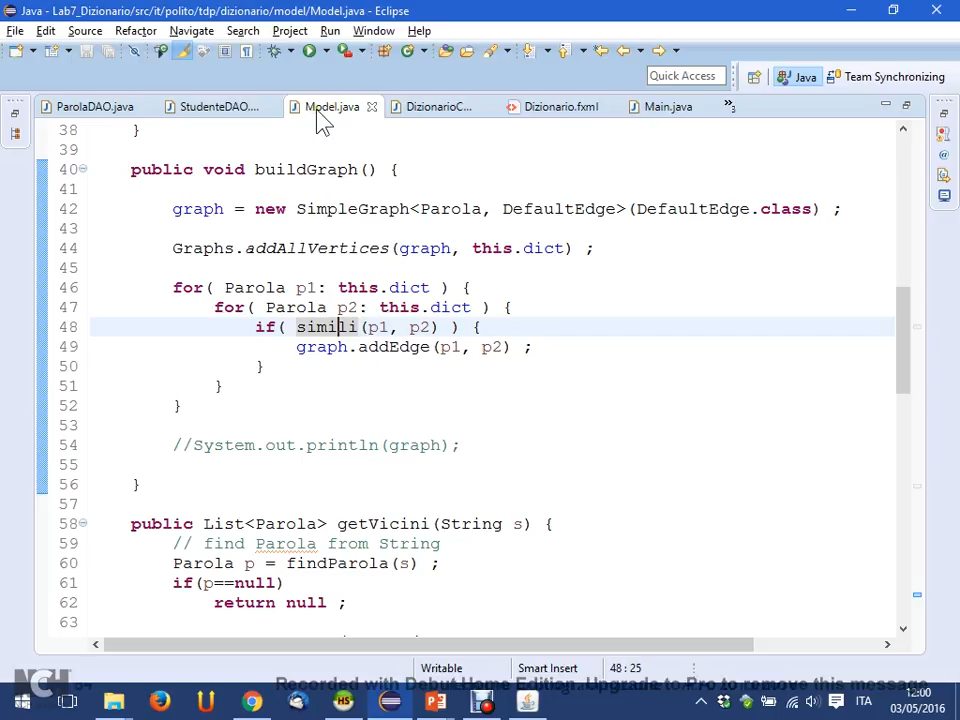 Java - Lab7_Dizionario/src/it/polito/tdp/dizionario/model/Model.java - Eclipse
File Edit Source Refactor Navigate Search Project Run Window Help
Quick Access Java Team Synchronizing
ParolaDAO.java StudenteDAO.... Model.java DizionarioC... Dizionario.fxml Main.java »3
38 }
39
40 public void buildGraph() {
41
42 graph = new SimpleGraph<Parola, DefaultEdge>(DefaultEdge.class) ;
43
44 Graphs.addAllVertices(graph, this.dict) ;
45
46 for( Parola p1: this.dict ) {
47 for( Parola p2: this.dict ) {
48 if( simili(p1, p2) ) {
49 graph.addEdge(p1, p2) ;
50 }
51 }
52 }
53
54 //System.out.println(graph);
55
56 }
57
58 public List<Parola> getVicini(String s) {
59 // find Parola from String
60 Parola p = findParola(s) ;
61 if(p==null)
62 return null ;
63
Writable Smart Insert 48 : 25
NCH Recorded with Debut Home Edition. Upgrade to Pro to remove this message
ITA 12:00
03/05/2016